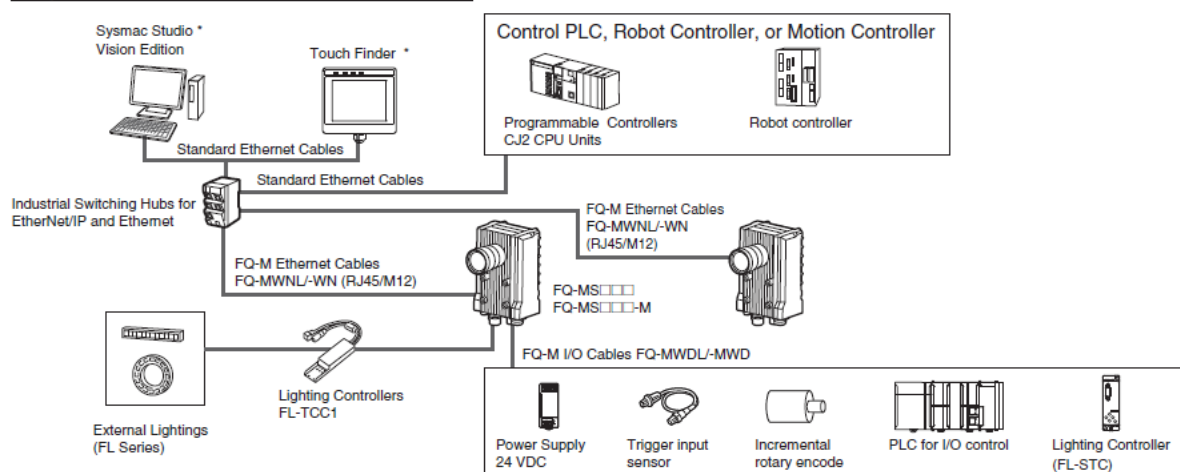 Sysmac Studio *
Vision Edition
Touch Finder *
Control PLC, Robot Controller, or Motion Controller
Programmable Controllers
CJ2 CPU Units
Robot controller
Standard Ethernet Cables
Standard Ethernet Cables
Industrial Switching Hubs for
EtherNet/IP and Ethernet
FQ-M Ethernet Cables
FQ-MWNL/-WN
(RJ45/M12)
FQ-M Ethernet Cables
FQ-MWNL/-WN (RJ45/M12)
FQ-MS□□□
FQ-MS□□□-M
FQ-M I/O Cables FQ-MWDL/-MWD
Lighting Controllers
FL-TCC1
External Lightings
(FL Series)
Power Supply
24 VDC
Trigger input
sensor
Incremental
rotary encode
PLC for I/O control
Lighting Controller
(FL-STC)